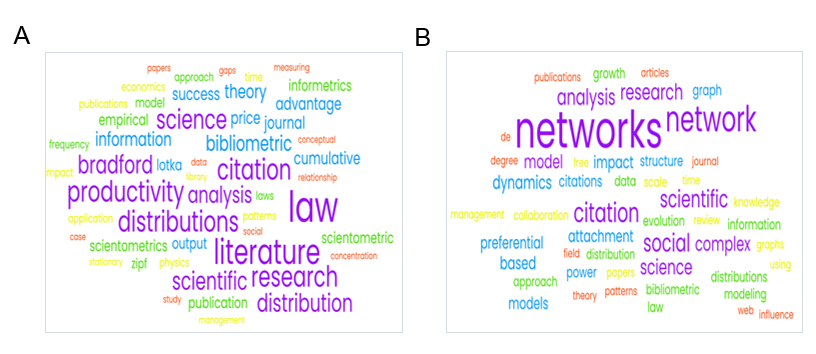 A
papers gaps measuring
approach time
economics informetrics
success theory
publications model advantage
empirical science price journal
frequency information bibliometric conceptual
bradford lotka data citation cumulative
impact library relationship
productivity analysis laws law
application distributions patterns
case social scientometric
scientometrics output literature concentration
stationary zipf physics
scientific research
study publication distribution
management
B
publications growth articles
analysis research graph
de networks network
degree model free impact structure journal
dynamics citations data scale time
scientific knowledge
management collaboration citation evolution review information
preferential attachment social complex graphs
field distribution
based power papers science using
approach distributions
theory patterns bibliometric modeling
models law web influence